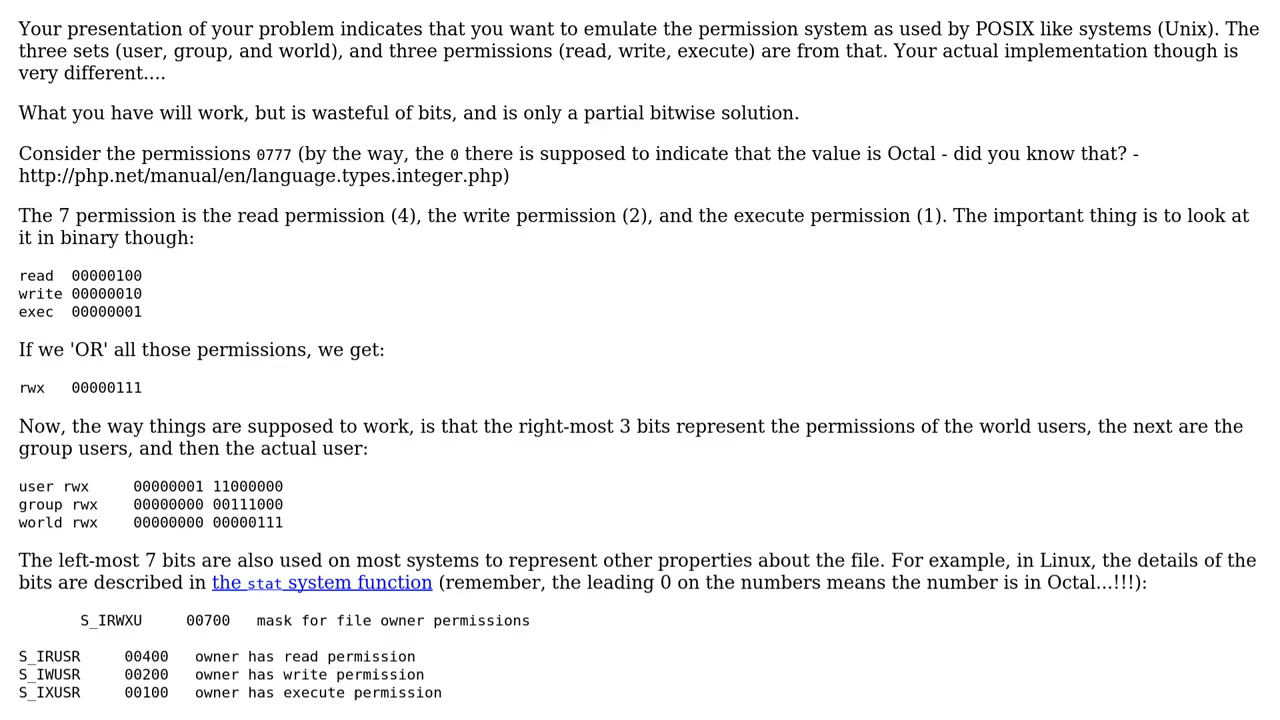 Your presentation of your problem indicates that you want to emulate the permission system as used by POSIX like systems (Unix). The
three sets (user, group, and world), and three permissions (read, write, execute) are from that. Your actual implementation though is
very different....
What you have will work, but is wasteful of bits, and is only a partial bitwise solution.
Consider the permissions 0777 (by the way, the 0 there is supposed to indicate that the value is Octal - did you know that? -
http://php.net/manual/en/language.types.integer.php)
The 7 permission is the read permission (4), the write permission (2), and the execute permission (1). The important thing is to look at
it in binary though:
read  00000100
write 00000010
exec  00000001
If we 'OR' all those permissions, we get:
rwx   00000111
Now, the way things are supposed to work, is that the right-most 3 bits represent the permissions of the world users, the next are the
group users, and then the actual user:
user rwx     00000001 11000000
group rwx    00000000 00111000
world rwx    00000000 00000111
The left-most 7 bits are also used on most systems to represent other properties about the file. For example, in Linux, the details of the
bits are described in the stat system function (remember, the leading 0 on the numbers means the number is in Octal...!!!):
       S_IRWXU     00700   mask for file owner permissions
S_IRUSR     00400   owner has read permission
S_IWUSR     00200   owner has write permission
S_IXUSR     00100   owner has execute permission